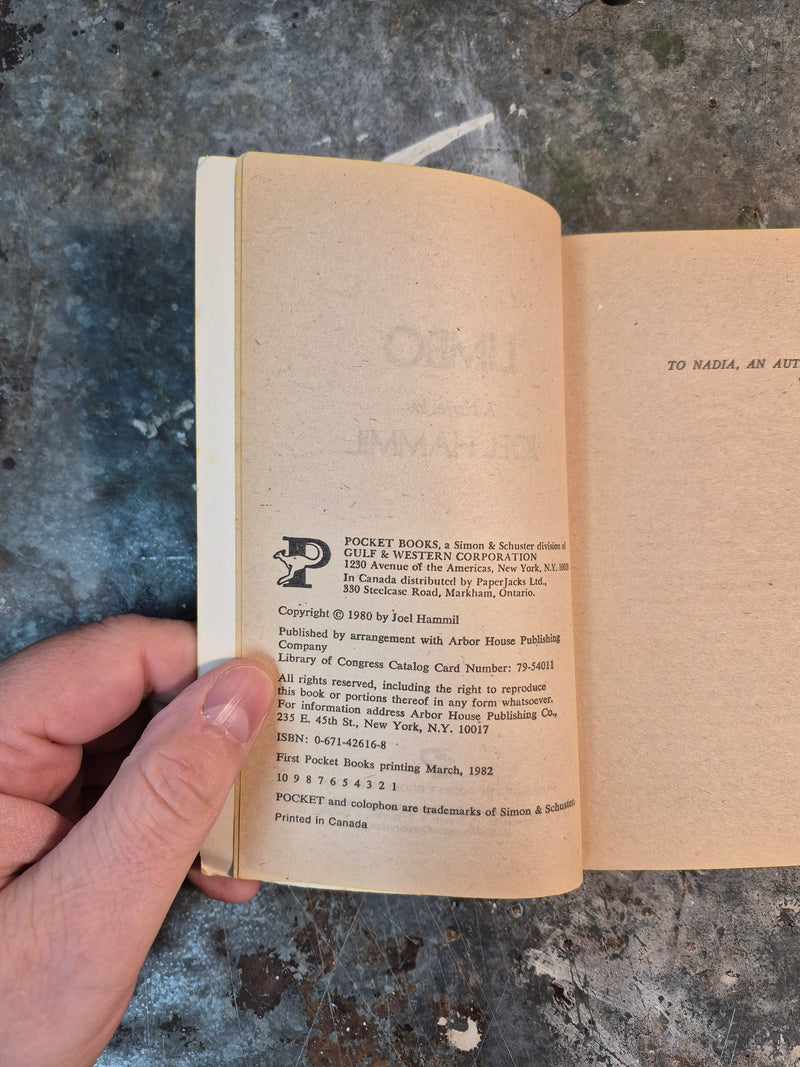 POCKET BOOKS, a Simon & Schuster division of
GULF & WESTERN CORPORATION
1230 Avenue of the Americas, New York, N.Y. 10020
In Canada distributed by PaperJacks Ltd.,
330 Steelcase Road, Markham, Ontario.
Copyright © 1980 by Joel Hammil
Published by arrangement with Arbor House Publishing
Company
Library of Congress Catalog Card Number: 79-54011
All rights reserved, including the right to reproduce
this book or portions thereof in any form whatsoever.
For information address Arbor House Publishing Co.,
235 E. 45th St., New York, N.Y. 10017
ISBN: 0-671-42616-8
First Pocket Books printing March, 1982
10 9 8 7 6 5 4 3 2 1
POCKET and colophon are trademarks of Simon & Schuster.
Printed in Canada
TO NADIA, AN AUT